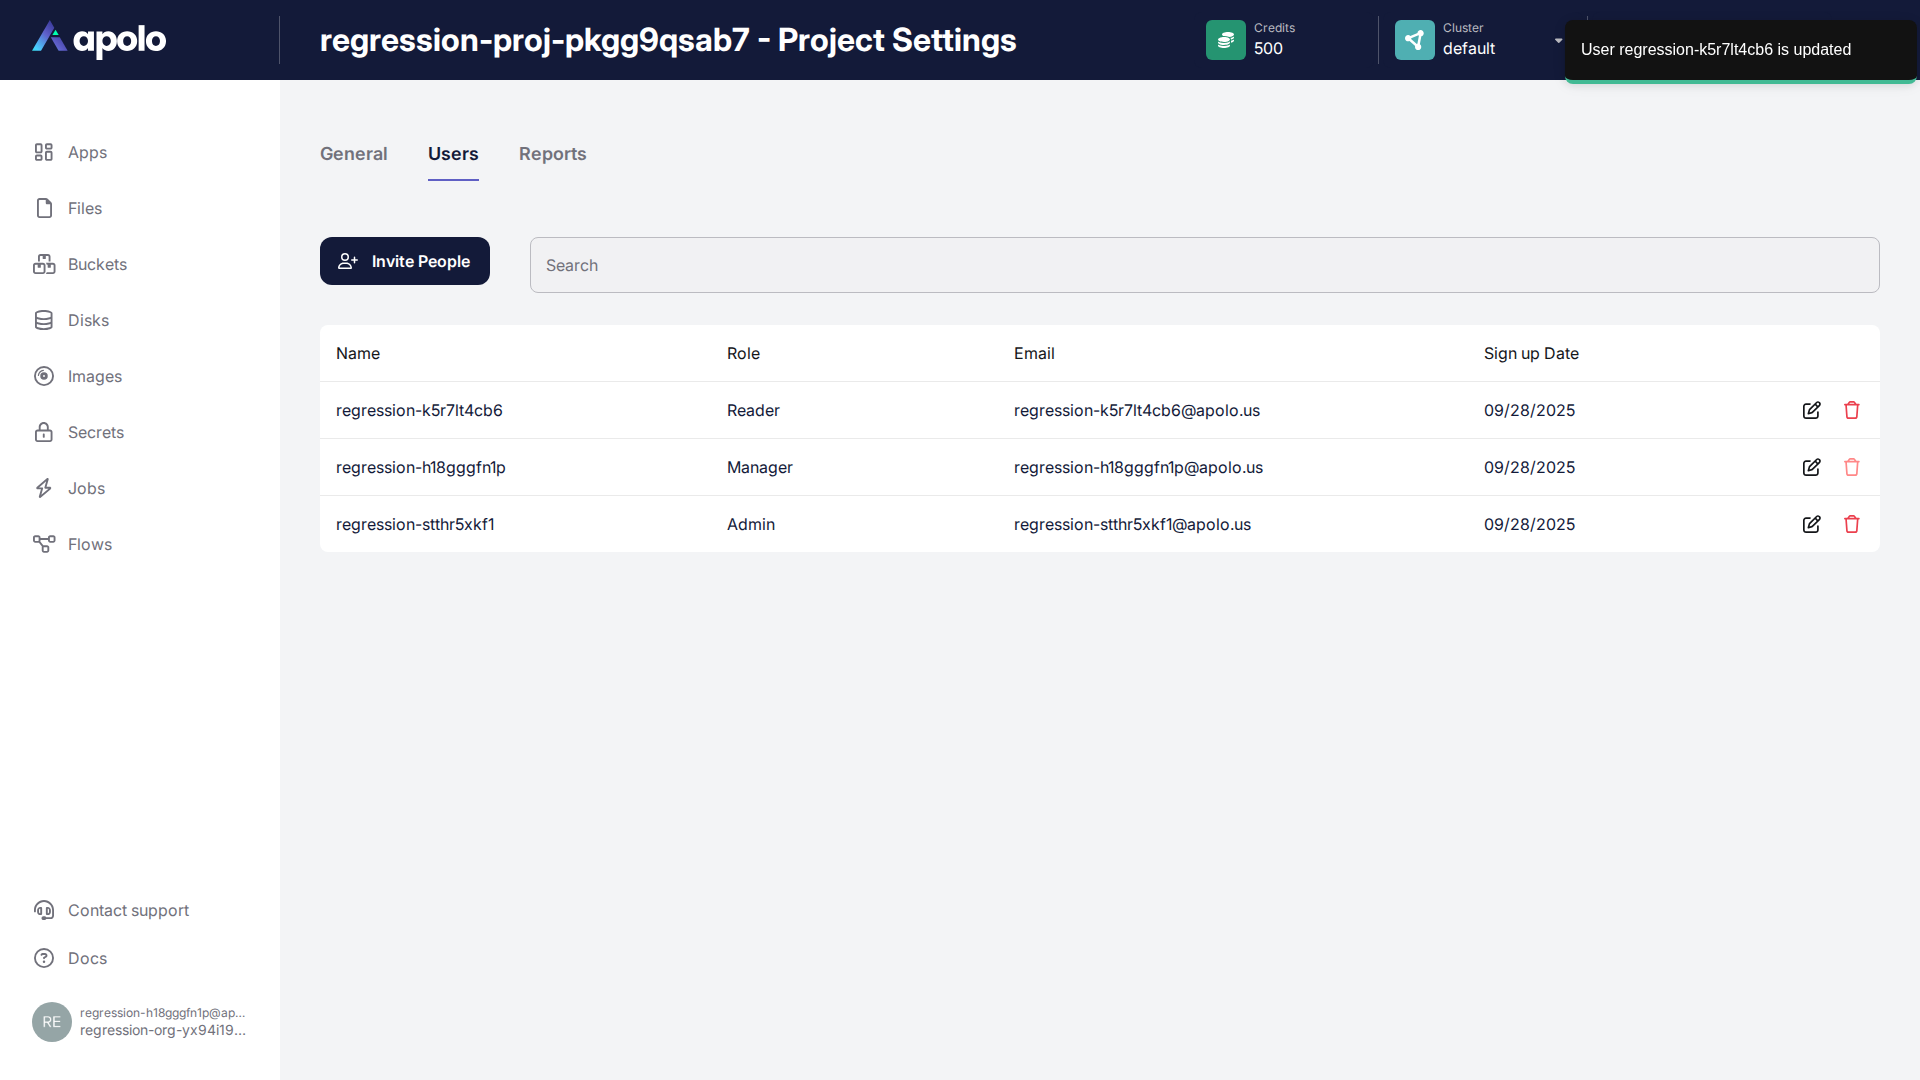 apolo
regression-proj-pkgg9qsab7 - Project Settings
Credits
500
Cluster
default
User regression-k5r7lt4cb6 is updated
Apps
Files
Buckets
Disks
Images
Secrets
Jobs
Flows
Contact support
Docs
RE
regression-h18gggfn1p@ap...
regression-org-yx94i19...
General Users Reports
Invite People
Search
Name Role Email Sign up Date
regression-k5r7lt4cb6 Reader regression-k5r7lt4cb6@apolo.us 09/28/2025
regression-h18gggfn1p Manager regression-h18gggfn1p@apolo.us 09/28/2025
regression-stthr5xkf1 Admin regression-stthr5xkf1@apolo.us 09/28/2025